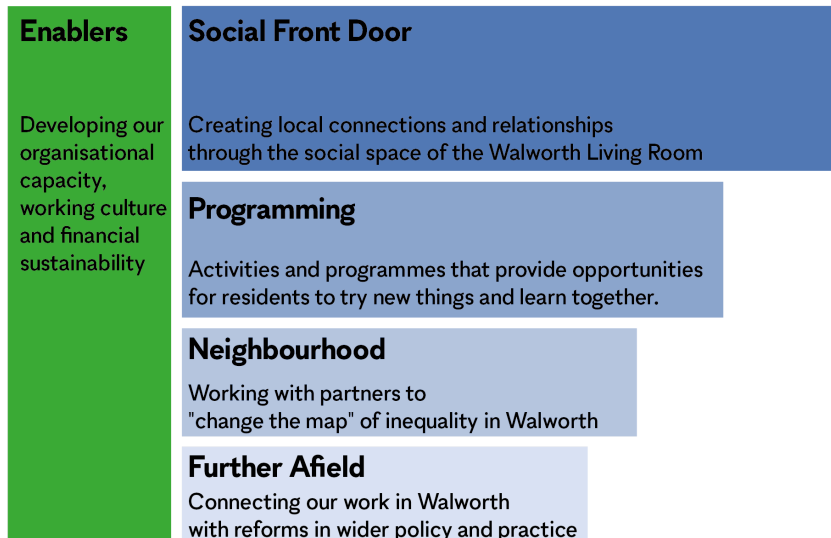 Enablers
Developing our
organisational
capacity,
working culture
and financial
sustainability
Social Front Door
Creating local connections and relationships
through the social space of the Walworth Living Room
Programming
Activities and programmes that provide opportunities
for residents to try new things and learn together.
Neighbourhood
Working with partners to
"change the map" of inequality in Walworth
Further Afield
Connecting our work in Walworth
with reforms in wider policy and practice